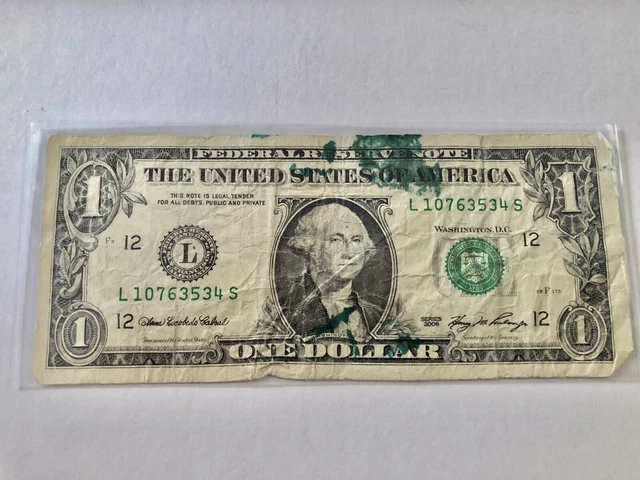 1 FEDERAL RESERVE NOTE 1
THE UNITED STATES OF AMERICA
THIS NOTE IS LEGAL TENDER
FOR ALL DEBTS, PUBLIC AND PRIVATE
L 10763534 S
WASHINGTON, D.C.
12 L 12
L 10763534 S
12 SERIES
2006 12
1 ONE DOLLAR 1